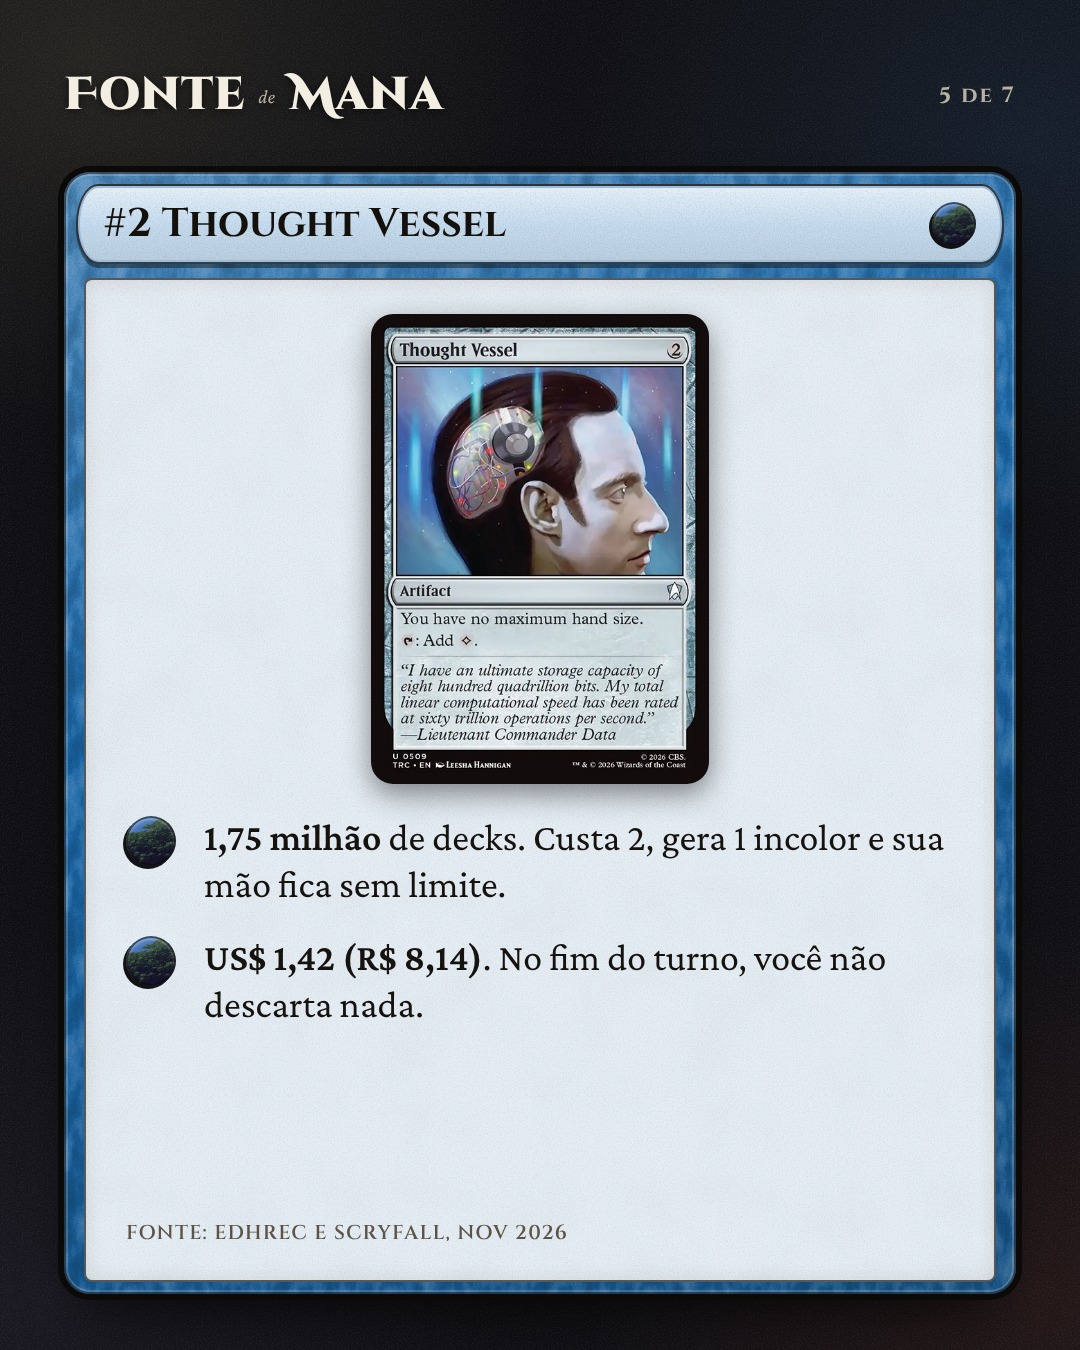 Fonte de Mana
5 de 7
#2 Thought Vessel
Thought Vessel 2
Artifact
You have no maximum hand size.
: Add .
“I have an ultimate storage capacity of
eight hundred quadrillion bits. My total
linear computational speed has been rated
at sixty trillion operations per second.”
—Lieutenant Commander Data
U 0509
TRC • EN Leesha Hannigan
© 2026 CBS.
™ & © 2026 Wizards of the Coast
1,75 milhão de decks. Custa 2, gera 1 incolor e sua
mão fica sem limite.
US$ 1,42 (R$ 8,14). No fim do turno, você não
descarta nada.
Fonte: EDHREC e Scryfall, Nov 2026